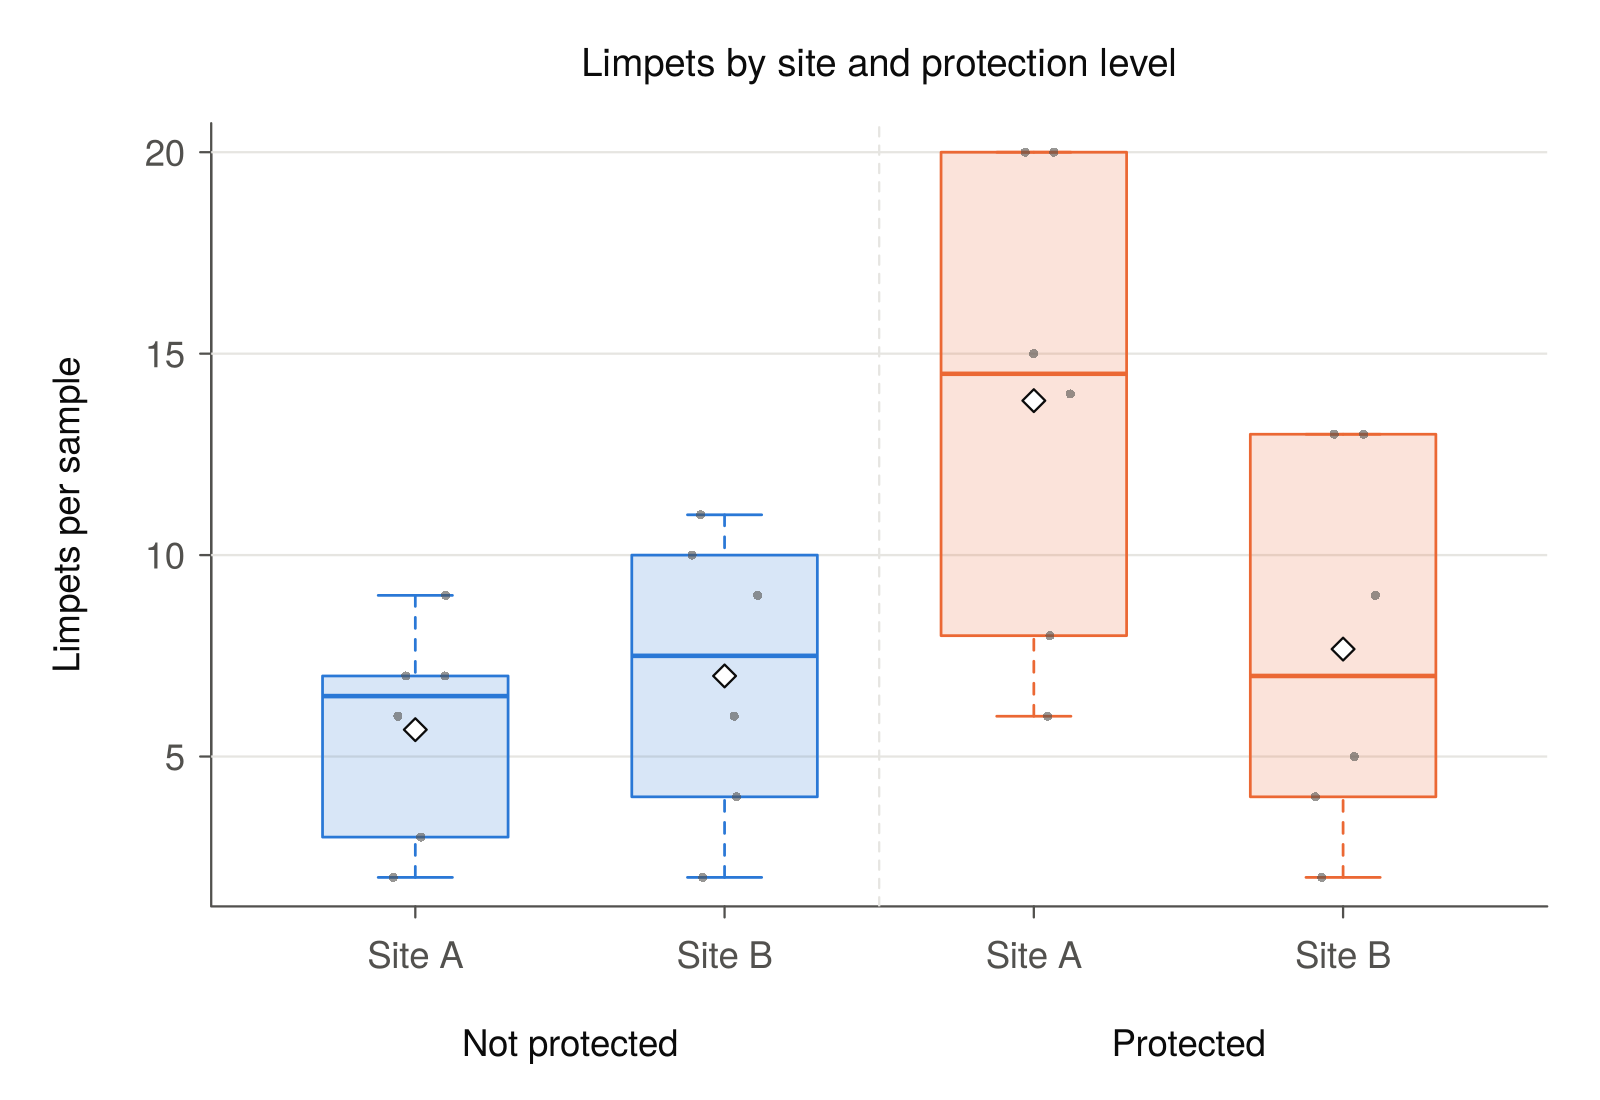 Limpets by site and protection level
Limpets per sample
20
15
10
5
Site A
Site B
Site A
Site B
Not protected
Protected